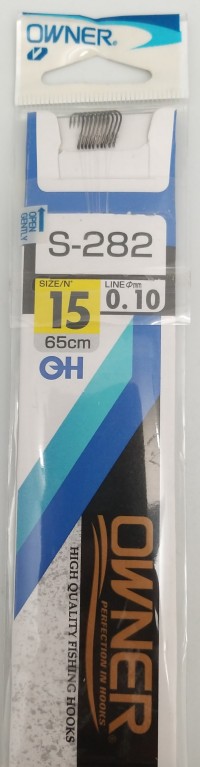 OWNER®
OPEN GENTLY
S-282
SIZE/N°
LINE Φmm
15
0.10
65cm
OH
OWNER
PERFECTION IN HOOKS
HIGH QUALITY FISHING HOOKS